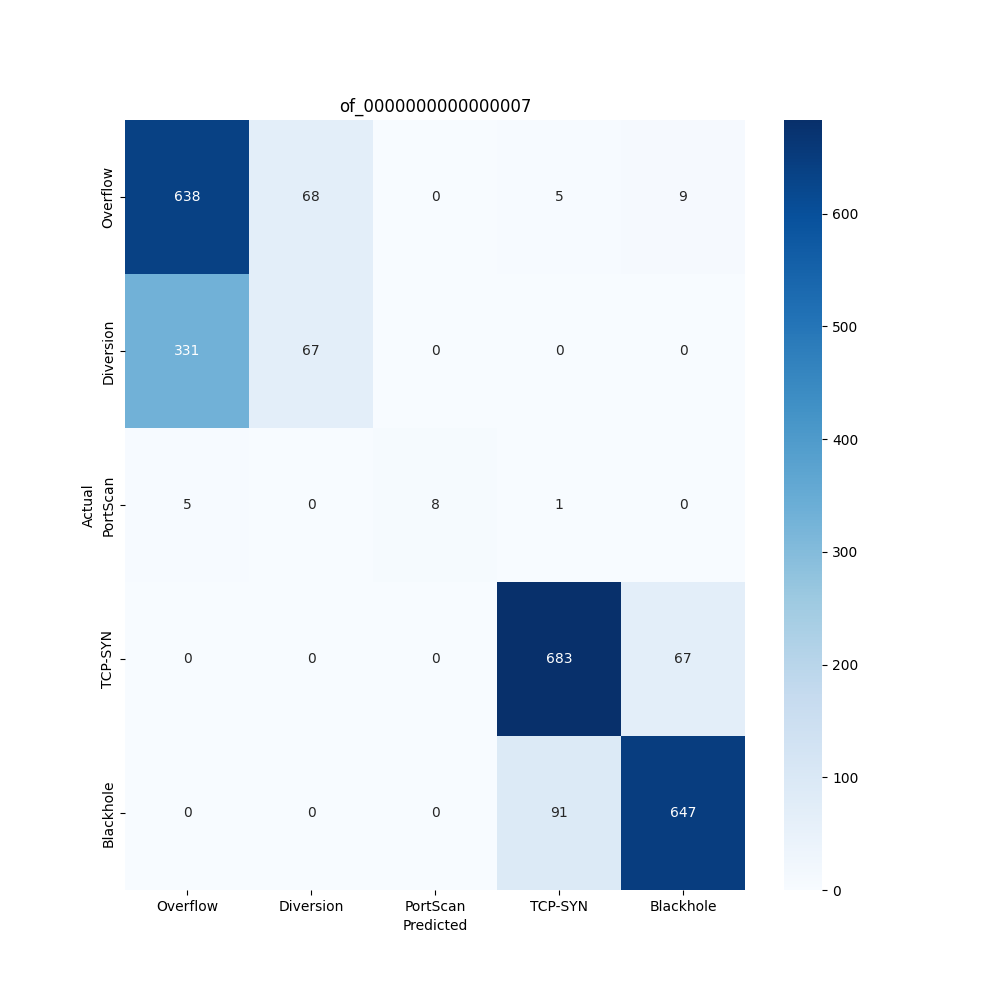 of_0000000000000007
Overflow 638 68 0 5 9
Diversion 331 67 0 0 0
PortScan 5 0 8 1 0
TCP-SYN 0 0 0 683 67
Blackhole 0 0 0 91 647
Actual
Overflow Diversion PortScan TCP-SYN Blackhole
Predicted
600
500
400
300
200
100
0